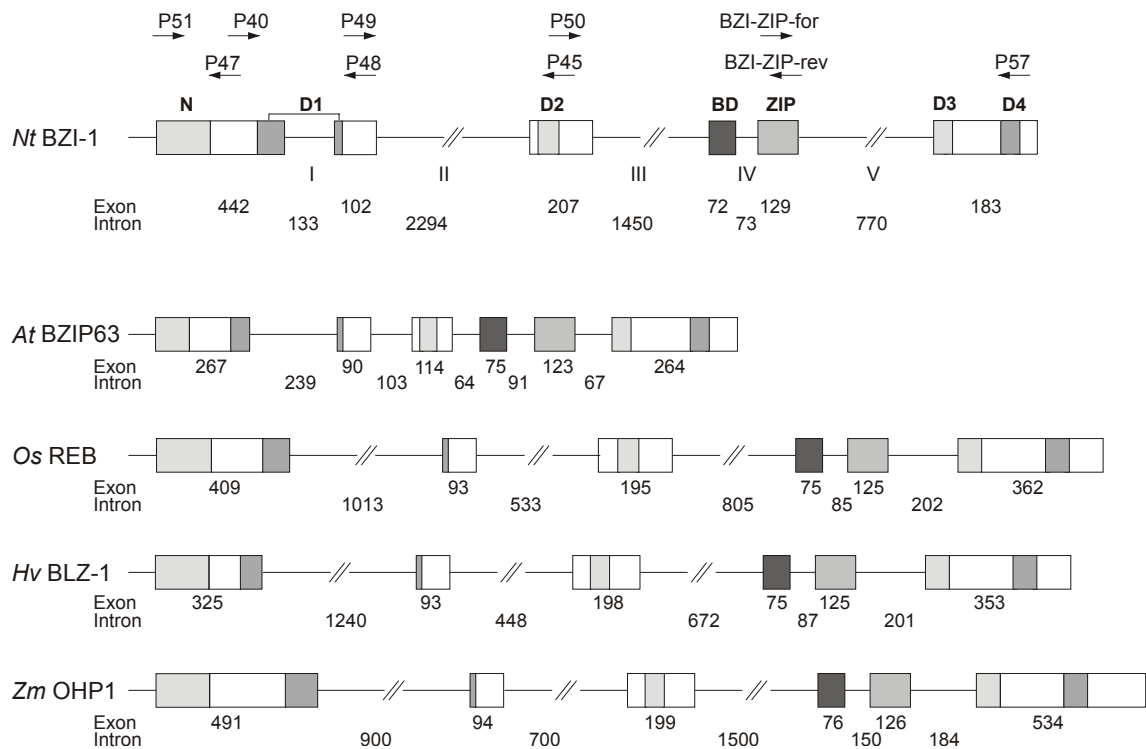 P51 P40 P49 P50 BZI-ZIP-for
P47 P48 P45 BZI-ZIP-rev P57
N D1 D2 BD ZIP D3 D4
Nt BZI-1
I II III IV V
Exon 442 102 207 72 129 183
Intron 133 2294 1450 73 770
At BZIP63
Exon 267 90 114 75 123 264
Intron 239 103 64 91 67
Os REB
Exon 409 93 195 75 125 362
Intron 1013 533 805 85 202
Hv BLZ-1
Exon 325 93 198 75 125 353
Intron 1240 448 672 87 201
Zm OHP1
Exon 491 94 199 76 126 534
Intron 900 700 1500 150 184